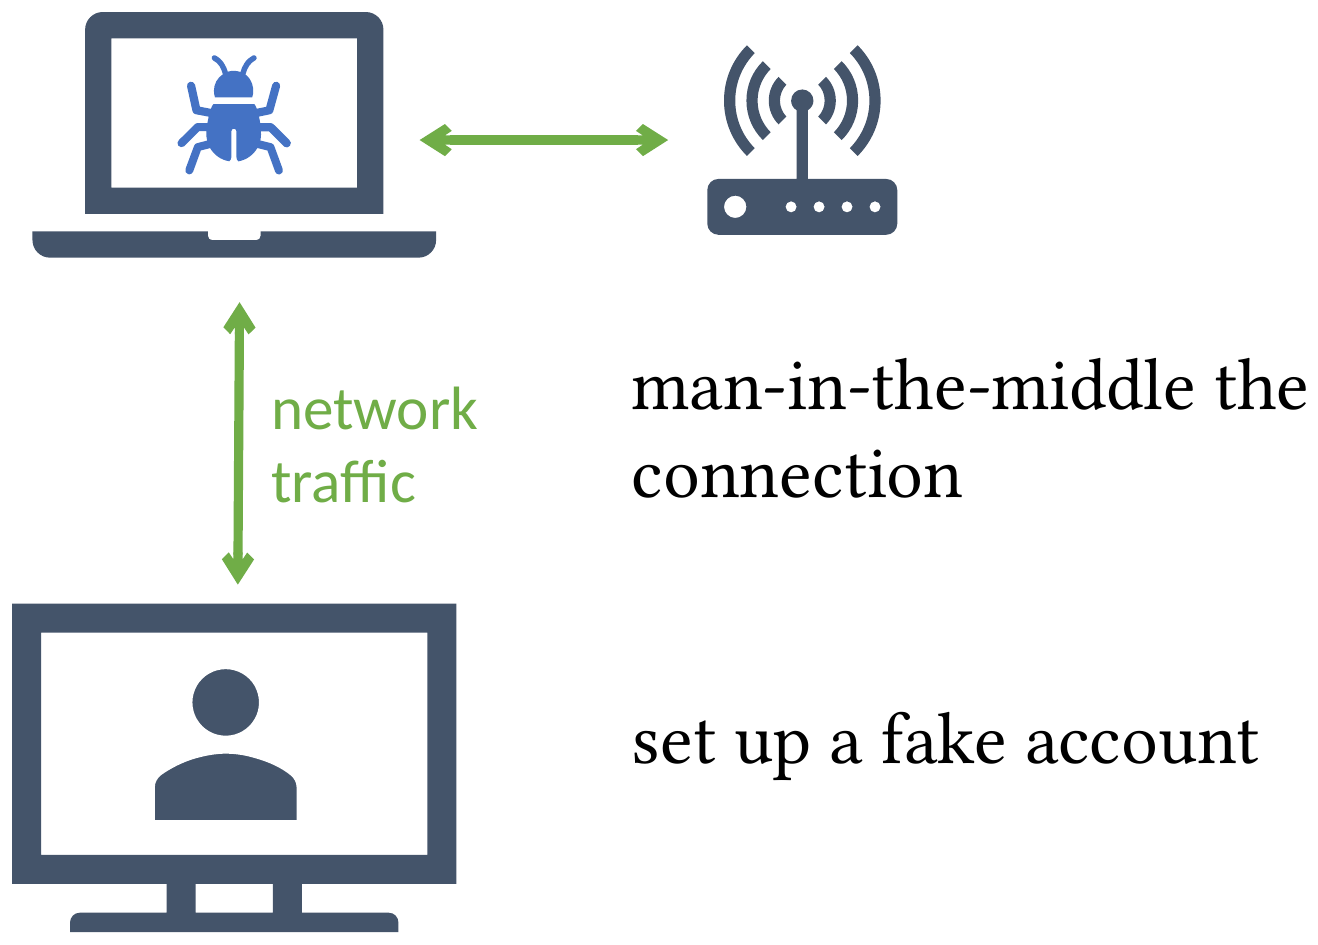 network
traffic
man-in-the-middle the
connection
set up a fake account